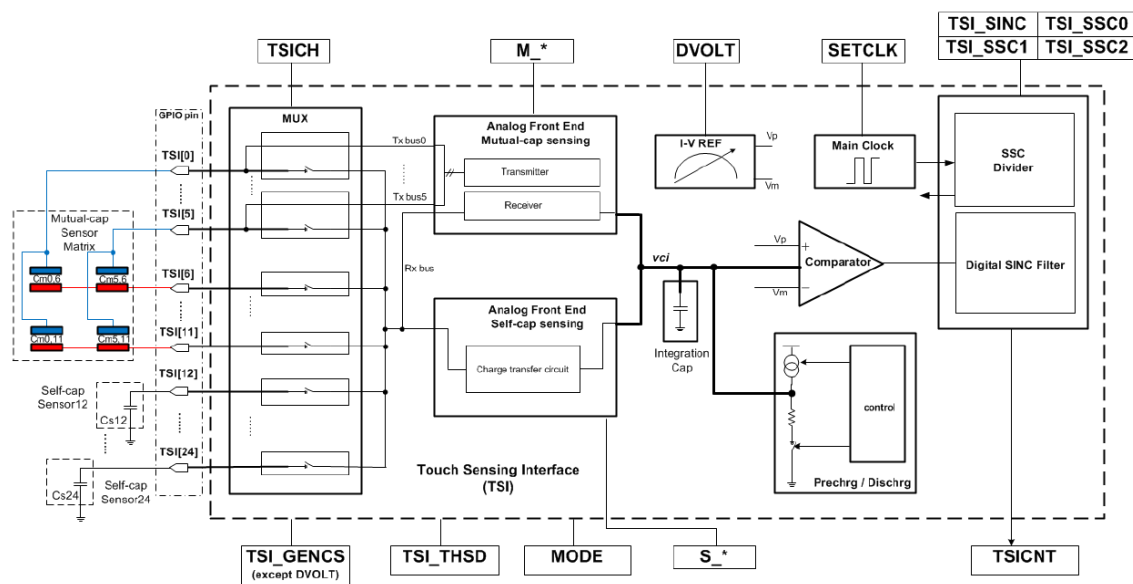 TSI_SINC TSI_SSC0
TSICH M_* DVOLT SETCLK TSI_SSC1 TSI_SSC2
GPIO pin
MUX
Analog Front End
Mutual-cap sensing
I-V REF
Vp
Vm
Main Clock
SSC
Divider
TSI[0]
Tx bus0
Transmitter
Tx bus5
Receiver
TSI[5]
Mutual-cap
Sensor
Matrix
Cm0,6
Cm5,6
TSI[6]
Rx bus
vci
Vp
+
Comparator
Vm
−
Digital SINC Filter
Cm0,11
Cm5,11
TSI[11]
Analog Front End
Self-cap sensing
Integration
Cap
Charge transfer circuit
TSI[12]
Self-cap
Sensor12
Cs12
control
TSI[24]
Cs24
Self-cap
Sensor24
Touch Sensing Interface
(TSI)
Prechrg / Dischrg
TSI_GENCS
(except DVOLT)
TSI_THSD
MODE
S_*
TSICNT